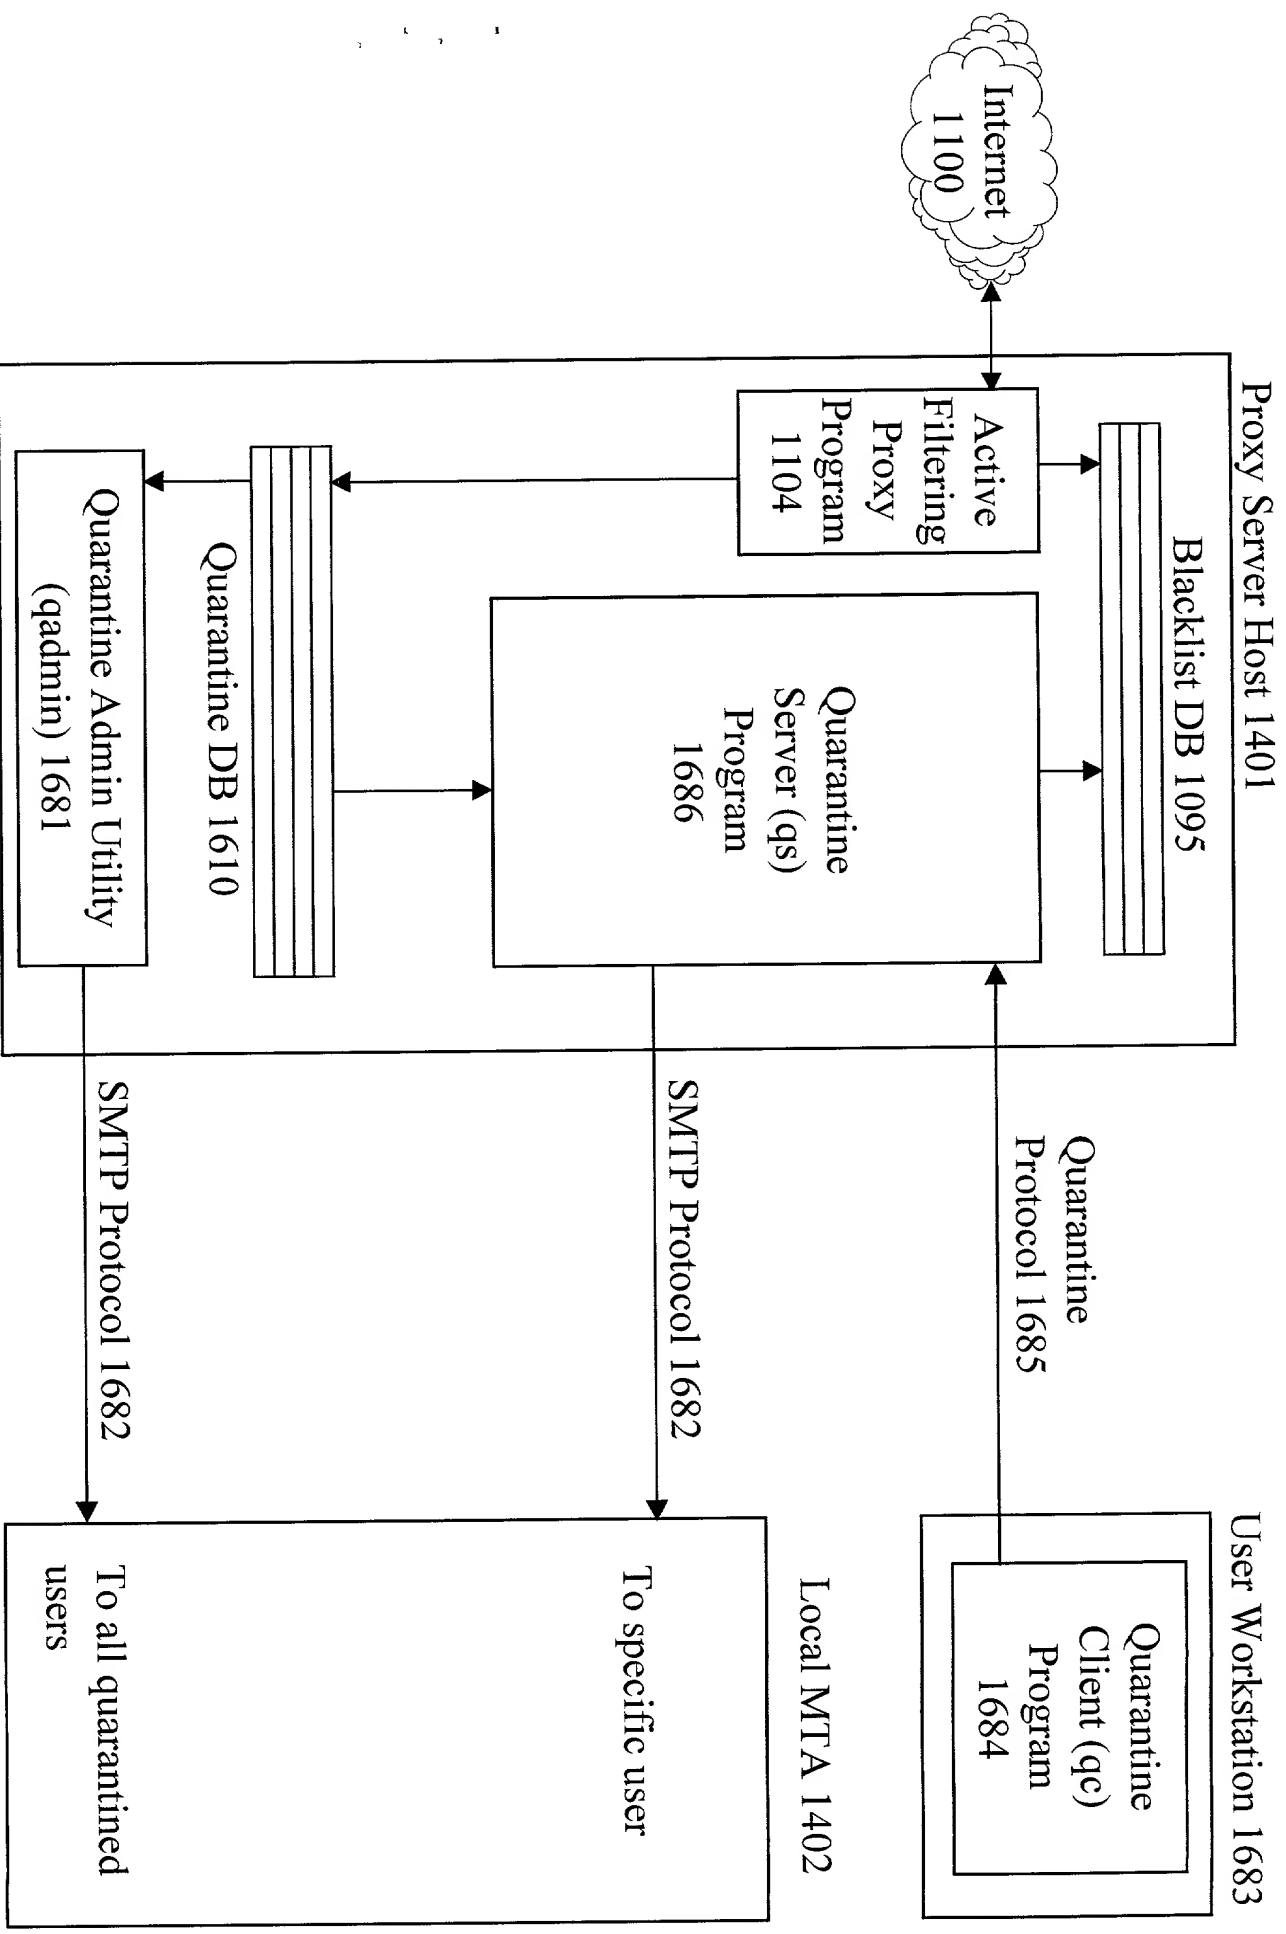 Proxy Server Host 1401
User Workstation 1683
Internet
1100
Blacklist DB 1095
Active
Filtering
Proxy
Program
1104
Quarantine
Server (qs)
Program
1686
Quarantine
Protocol 1685
Quarantine
Client (qc)
Program
1684
Local MTA 1402
SMTP Protocol 1682
To specific user
Quarantine DB 1610
Quarantine Admin Utility
(qadmin) 1681
SMTP Protocol 1682
To all quarantined
users